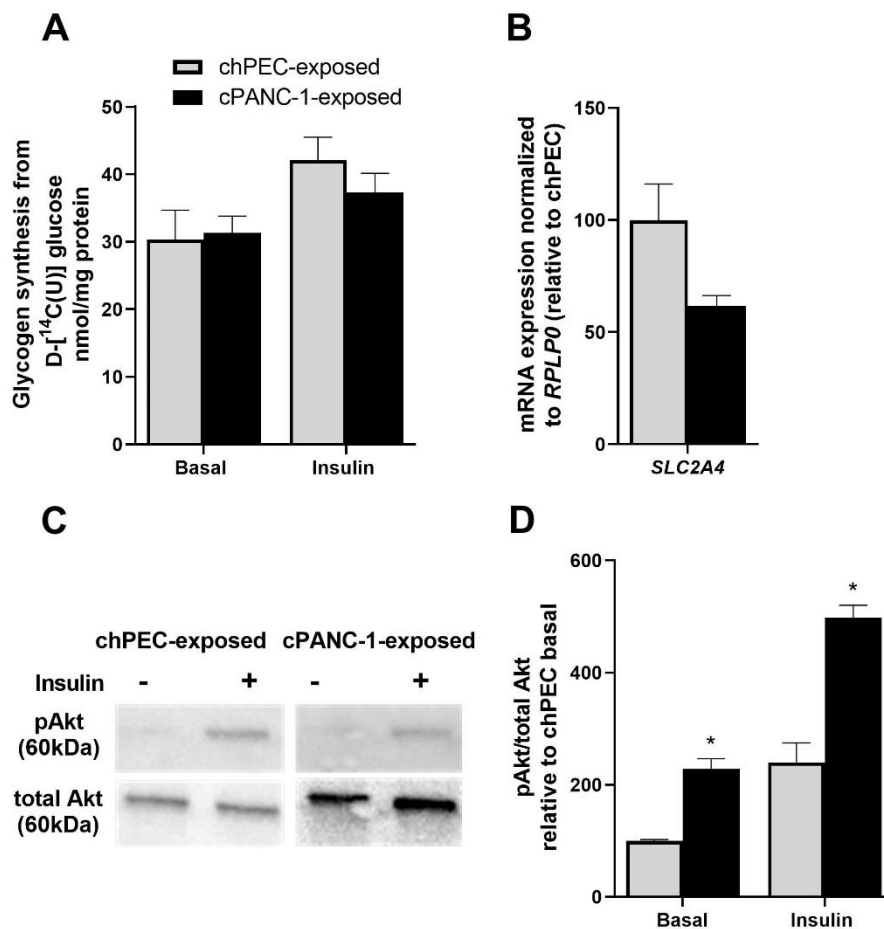 A
chPEC-exposed
cPANC-1-exposed
Glycogen synthesis from
D-[14C(U)] glucose
nmol/mg protein
50
40
30
20
10
0
Basal Insulin
B
mRNA expression normalized
to RPLP0 (relative to chPEC)
150
100
50
0
SLC2A4
C
chPEC-exposed cPANC-1-exposed
Insulin - + - +
pAkt
(60kDa)
total Akt
(60kDa)
D
pAkt/total Akt
relative to chPEC basal
600
400
200
0
* *
Basal Insulin